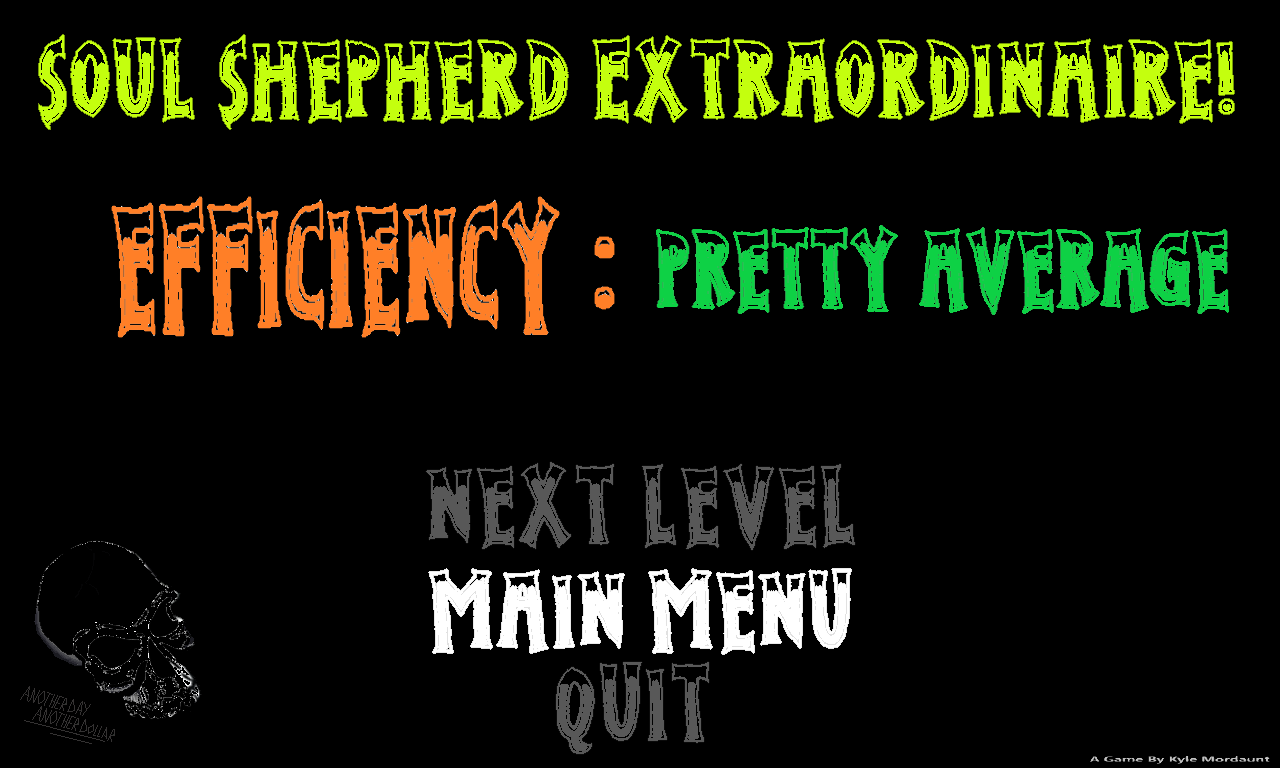 SOUL SHEPHERD EXTRAORDINAIRE!
EFFICIENCY : PRETTY AVERAGE
NEXT LEVEL
MAIN MENU
QUIT
ANOTHER DAY
ANOTHER DOLLAR
A Game By Kyle Mordaunt